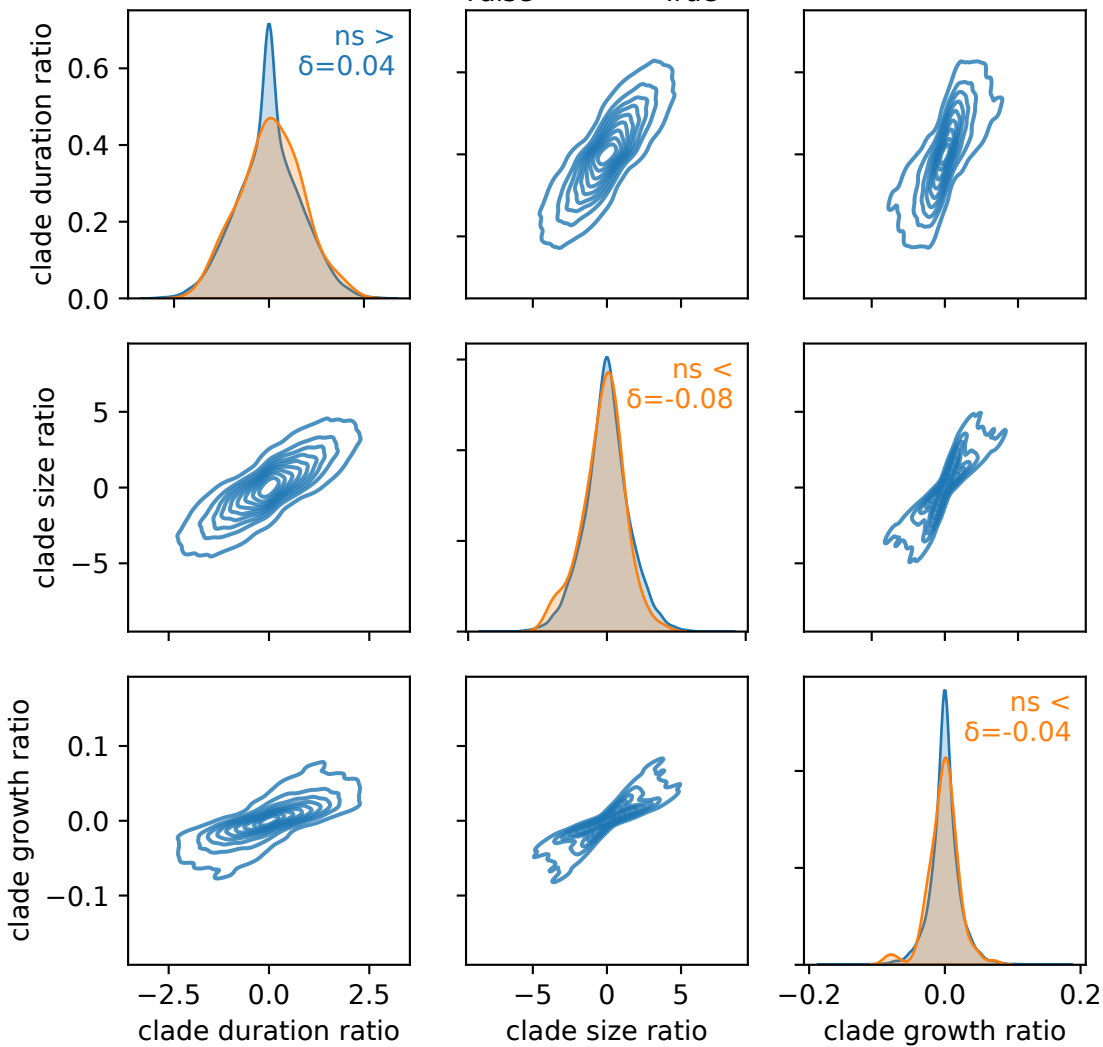 clade duration ratio
0.6
0.4
0.2
0.0
ns >
δ=0.04
clade size ratio
5
0
−5
ns <
δ=-0.08
clade growth ratio
0.1
0.0
−0.1
ns <
δ=-0.04
−2.5 0.0 2.5
−5 0 5
−0.2 0.0 0.2
clade duration ratio
clade size ratio
clade growth ratio